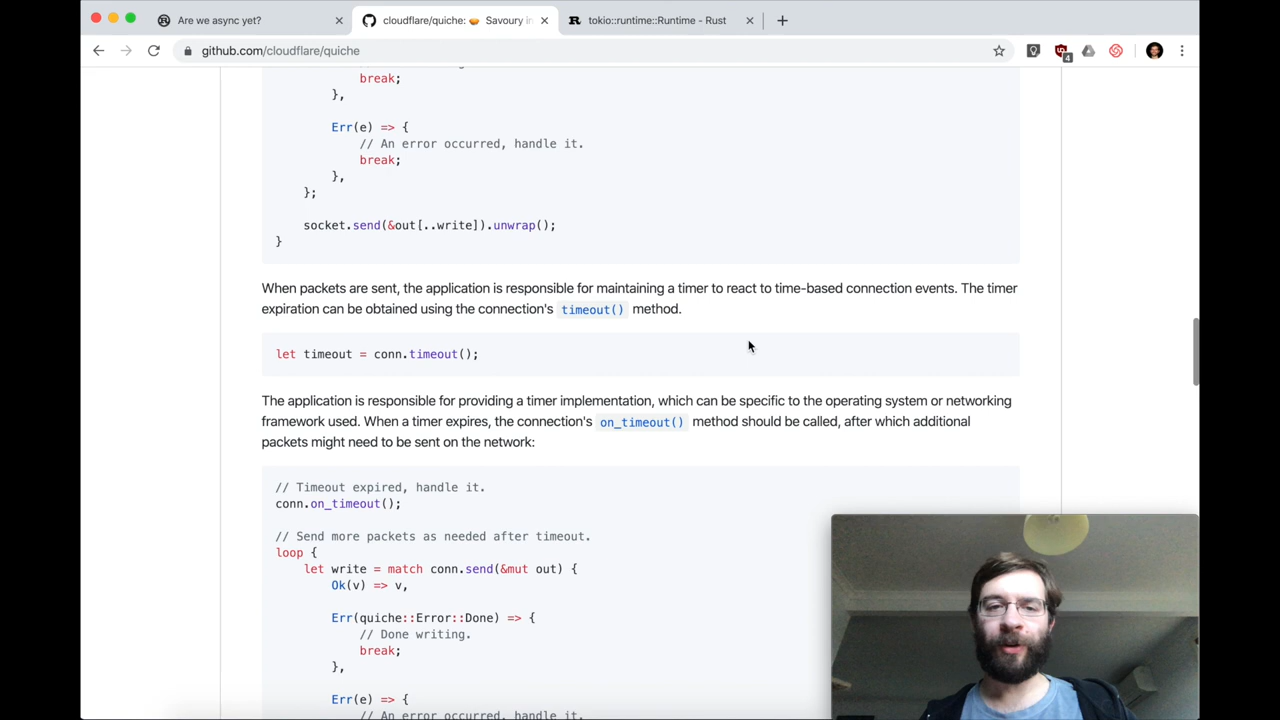 Are we async yet?
cloudflare/quiche: 🥧 Savoury in
tokio::runtime::Runtime - Rust
github.com/cloudflare/quiche
4
break;
},
Err(e) => {
// An error occurred, handle it.
break;
},
};
socket.send(&out[..write]).unwrap();
}
When packets are sent, the application is responsible for maintaining a timer to react to time-based connection events. The timer
expiration can be obtained using the connection's timeout() method.
let timeout = conn.timeout();
The application is responsible for providing a timer implementation, which can be specific to the operating system or networking
framework used. When a timer expires, the connection's on_timeout() method should be called, after which additional
packets might need to be sent on the network:
// Timeout expired, handle it.
conn.on_timeout();
// Send more packets as needed after timeout.
loop {
let write = match conn.send(&mut out) {
Ok(v) => v,
Err(quiche::Error::Done) => {
// Done writing.
break;
},
Err(e) => {
// An error occurred, handle it.